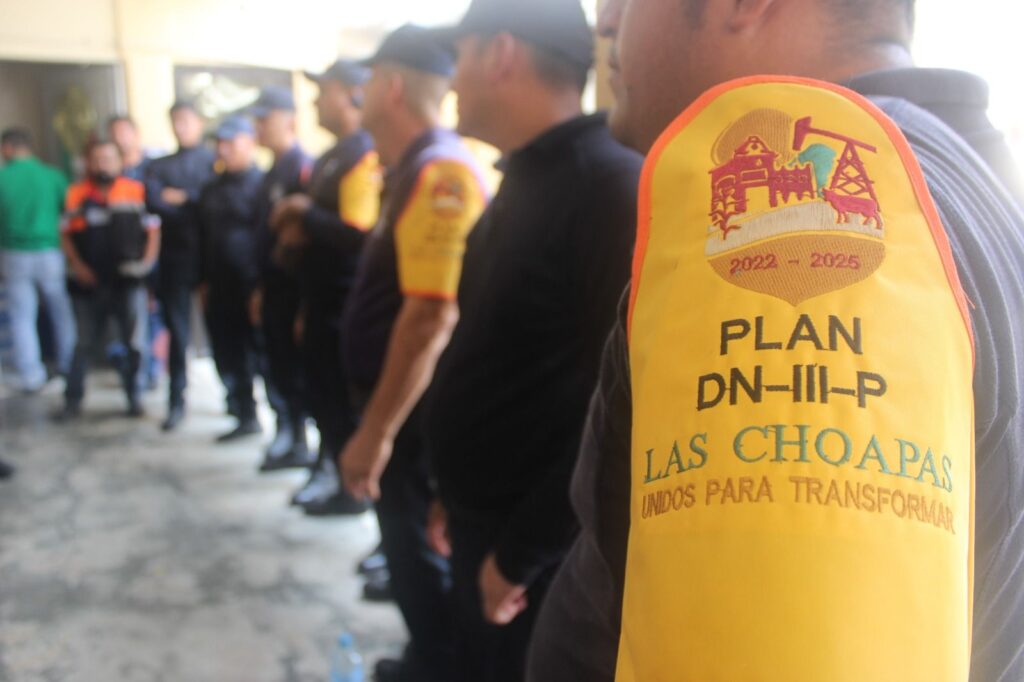 2022 - 2025
PLAN
DN-III-P
LAS CHOAPAS
UNIDOS PARA TRANSFORMAR